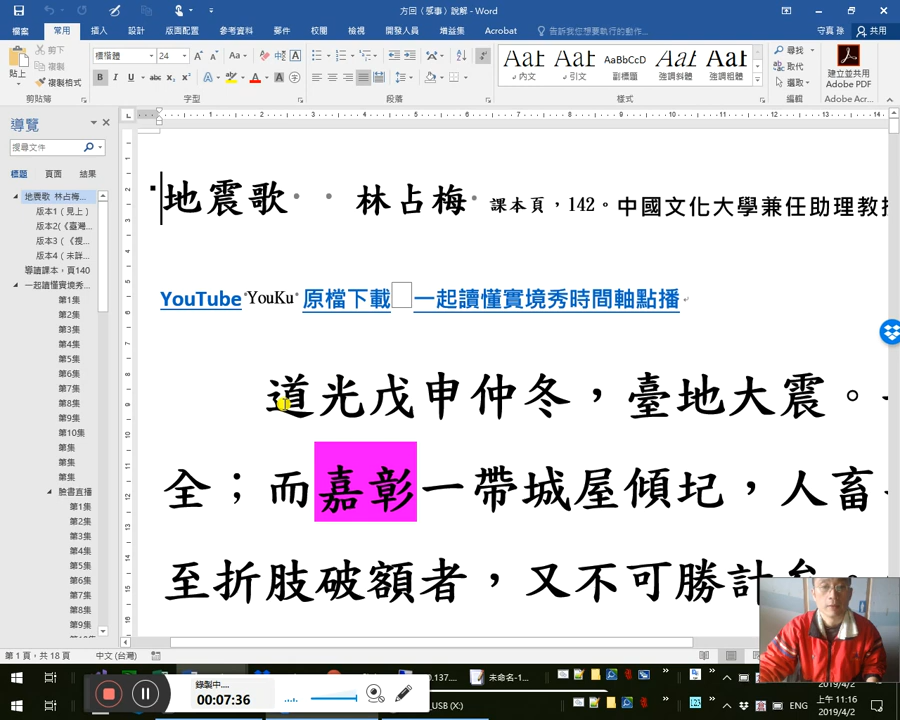 方回〈感事〉說解 - Word
檔案 常用 插入 設計 版面配置 參考資料 郵件 校閱 檢視 開發人員 增益集 Acrobat 告訴我您想要執行的動作... 守真 孫 共用
貼上 剪下 複製 複製格式 剪貼簿
標楷體 24 字型
段落
AaI 內文 AaI 引文 AaBbCcD 副標題 AaI 強調斜體 AaI 強調粗體 樣式
尋找 取代 選取 編輯
建立並共用 Adobe PDF Adobe Acr...
導覽
搜尋文件
標題 頁面 結果
地震歌 林占梅...
版本1（見上）
版本2(《臺灣...
版本3（《搜...
版本4（未詳...
導讀課本，頁140
一起讀懂實境秀...
第1集
第2集
第3集
第4集
第5集
第6集
第7集
第8集
第9集
第10集
第集
第集
第集
臉書直播
第1集
第2集
第3集
第4集
第5集
第6集
第7集
第8集
第9集
地震歌 林占梅 課本頁，142。中國文化大學兼任助理教授
YouTube YouKu 原檔下載 一起讀懂實境秀時間軸點播
道光戊申仲冬，臺地大震。
全；而嘉彰一帶城屋傾圮，人畜
至折肢破額者，又不可勝計矣。
第 1 頁，共 18 頁 中文 (台灣)
錄製中....
00:07:36
0.137....
未命名-1...
_USB (X:)
2019/4/2
上午 11:16
2019/4/2